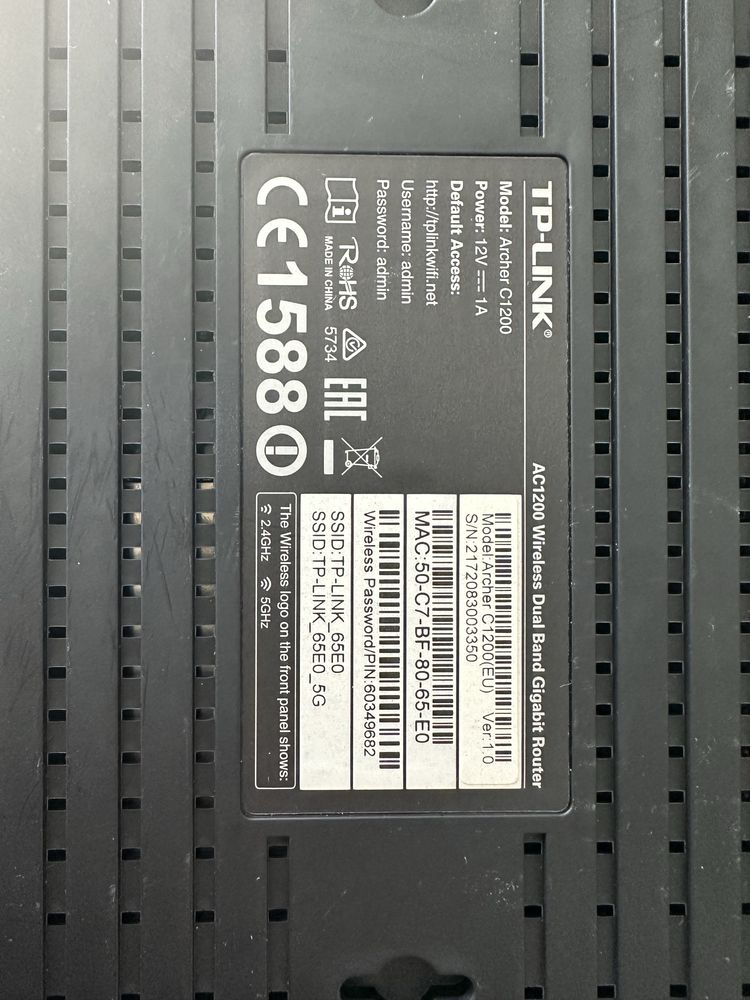 TP-LINK®
AC1200 Wireless Dual Band Gigabit Router
Model: Archer C1200
Power: 12V ⎓ 1A
Default Access:
http://tplinkwifi.net
Username: admin
Password: admin
RoHS
MADE IN CHINA
5734
EAC
CE1588
Model:Archer C1200(EU) Ver:1.0
S/N:2172083003350
MAC:50-C7-BF-80-65-E0
Wireless Password/PIN:60349682
SSID:TP-LINK_65E0
SSID:TP-LINK_65E0_5G
The Wireless logo on the front panel shows:
2.4GHz 5GHz